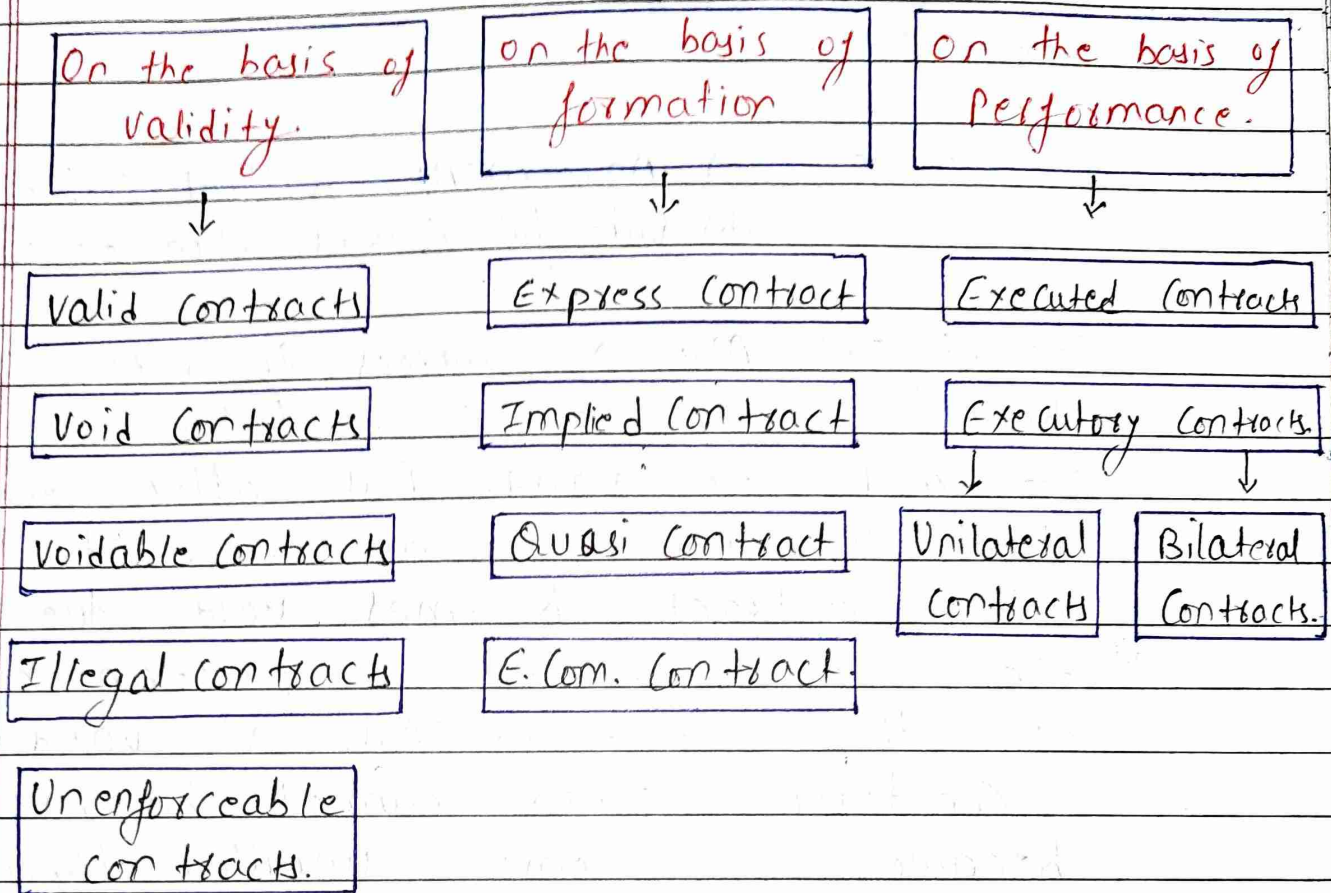 On the basis of
validity.
on the basis of
formation
On the basis of
Performance.
Valid Contracts
Express Contract
Executed Contracts
Void Contracts
Implied Contract
Executory Contracts.
Voidable Contracts
Quasi Contract
Unilateral
Contracts
Bilateral
Contracts.
Illegal contracts
E. Com. Contract.
Unenforceable
contracts.